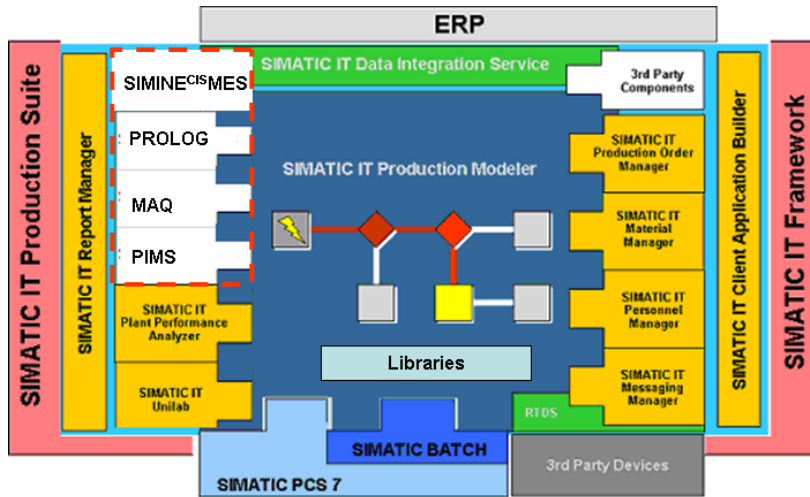 ERP
SIMATIC IT Production Suite
SIMATIC IT Report Manager
SIMINE CIS MES
PROLOG
MAQ
PIMS
SIMATIC IT
Plant Performance
Analyzer
SIMATIC IT
Unilab
SIMATIC IT Data Integration Service
SIMATIC IT Production Modeler
Libraries
3rd Party
Components
SIMATIC IT
Production Order
Manager
SIMATIC IT
Material
Manager
SIMATIC IT
Personnel
Manager
SIMATIC IT
Messaging
Manager
SIMATIC IT Client Application Builder
SIMATIC IT Framework
RTDS
SIMATIC BATCH
SIMATIC PCS 7
3rd Party Devices